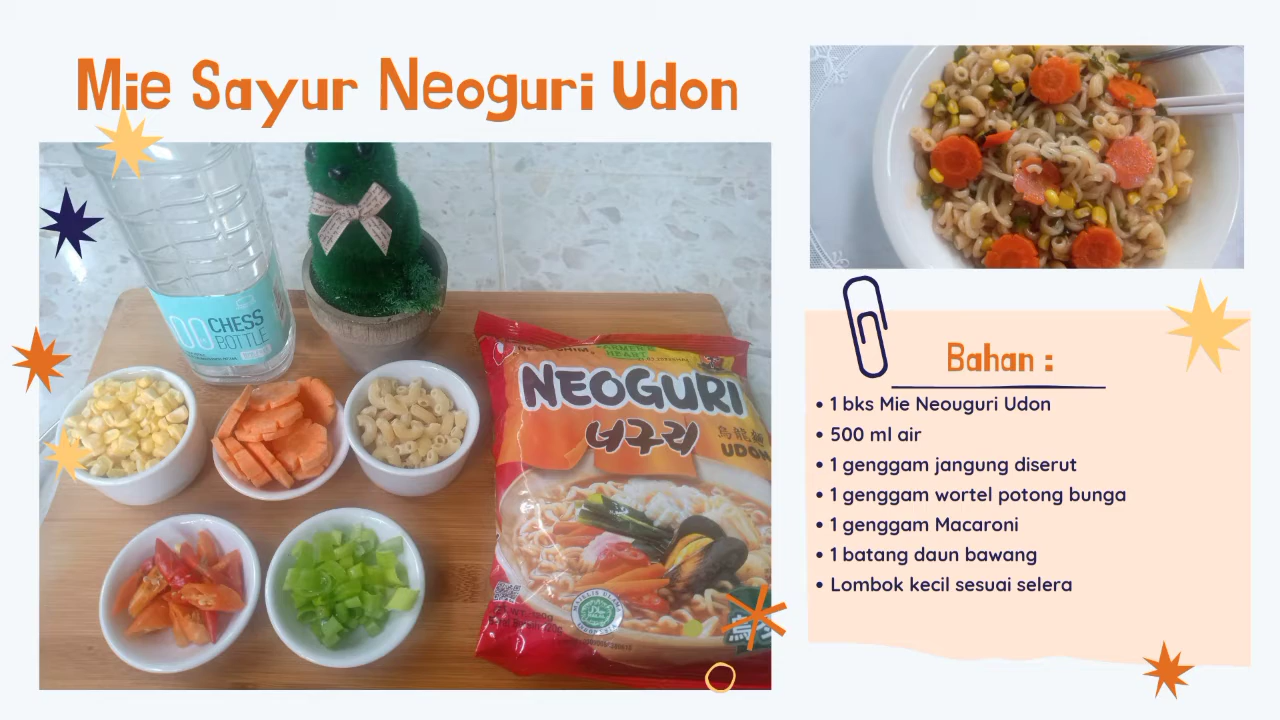 Mie Sayur Neoguri Udon
CHESS
BOTTLE
NEOGURI
너구리
UDON
Bahan :
• 1 bks Mie Neouguri Udon
• 500 ml air
• 1 genggam jangung diserut
• 1 genggam wortel potong bunga
• 1 genggam Macaroni
• 1 batang daun bawang
• Lombok kecil sesuai selera